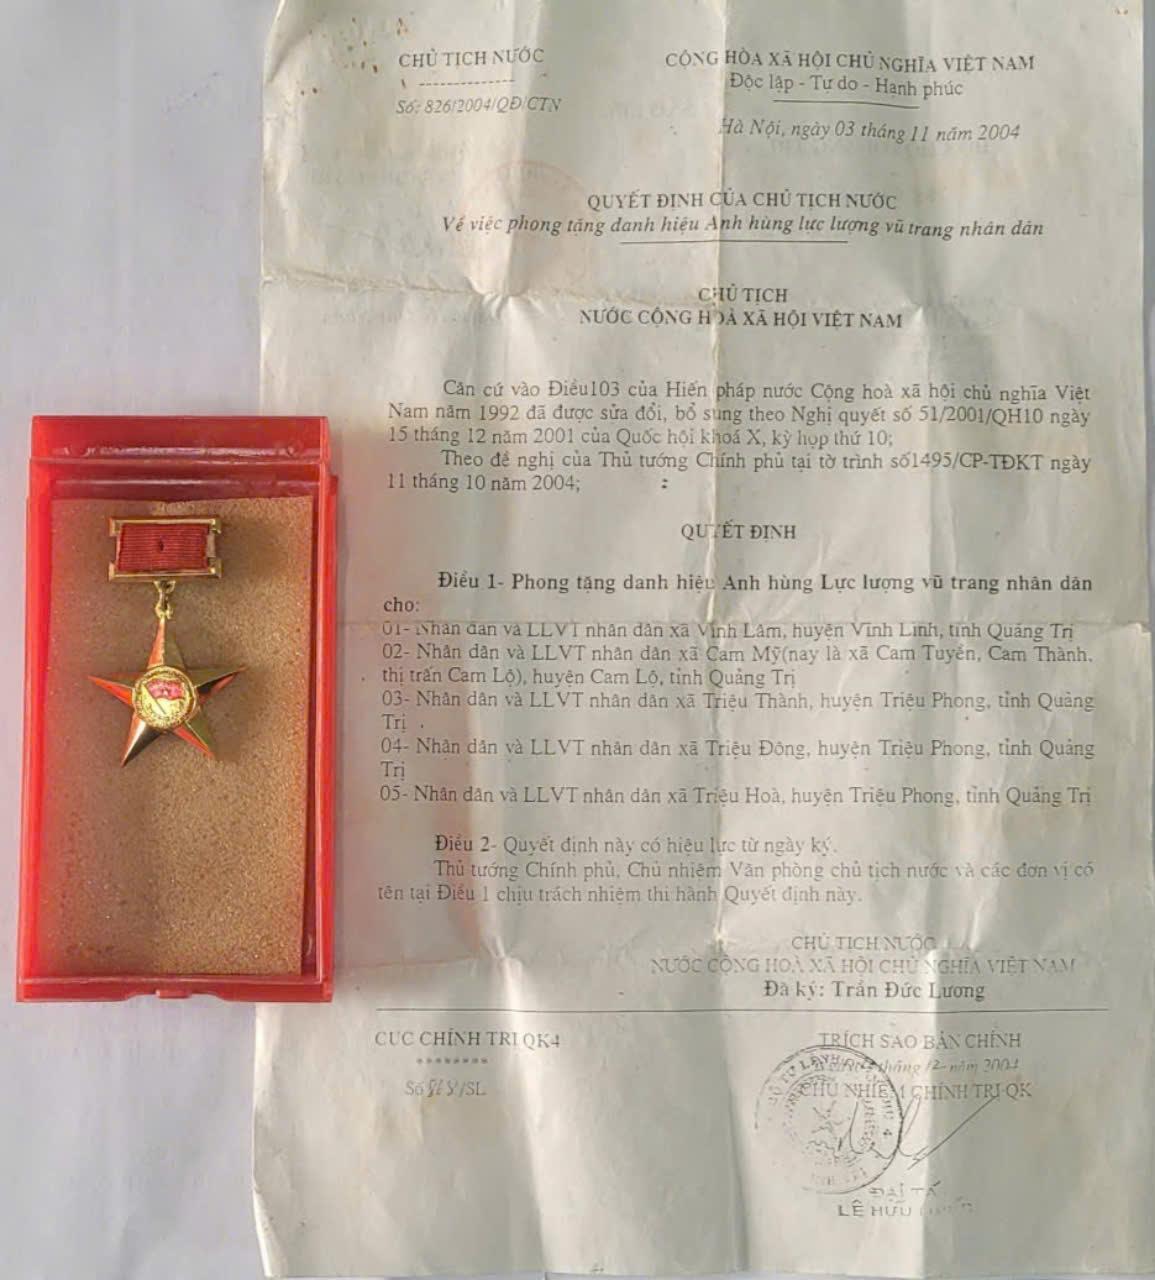 CHỦ TỊCH NƯỚC
Số: 826/2004/QĐ/CTN
CỘNG HÒA XÃ HỘI CHỦ NGHĨA VIỆT NAM
Độc lập - Tự do - Hạnh phúc
Hà Nội, ngày 03 tháng 11 năm 2004
QUYẾT ĐỊNH CỦA CHỦ TỊCH NƯỚC
Về việc phong tặng danh hiệu Anh hùng lực lượng vũ trang nhân dân
CHỦ TỊCH
NƯỚC CỘNG HOÀ XÃ HỘI VIỆT NAM
Căn cứ vào Điều103 của Hiến pháp nước Cộng hoà xã hội chủ nghĩa Việt
Nam năm 1992 đã được sửa đổi, bổ sung theo Nghị quyết số 51/2001/QH10 ngày
15 tháng 12 năm 2001 của Quốc hội khoá X, kỳ họp thứ 10;
Theo đề nghị của Thủ tướng Chính phủ tại tờ trình số1495/CP-TĐKT ngày
11 tháng 10 năm 2004;
QUYẾT ĐỊNH
Điều 1- Phong tặng danh hiệu Anh hùng Lực lượng vũ trang nhân dân
cho:
01- Nhân dân và LLVT nhân dân xã Vĩnh Lâm, huyện Vĩnh Linh, tỉnh Quảng Trị
02- Nhân dân và LLVT nhân dân xã Cam Mỹ(nay là xã Cam Tuyền, Cam Thành,
thị trấn Cam Lộ), huyện Cam Lộ, tỉnh Quảng Trị
03- Nhân dân và LLVT nhân dân xã Triệu Thành, huyện Triệu Phong, tỉnh Quảng
Trị
04- Nhân dân và LLVT nhân dân xã Triệu Đông, huyện Triệu Phong, tỉnh Quảng
Trị
05- Nhân dân và LLVT nhân dân xã Triệu Hoà, huyện Triệu Phong, tỉnh Quảng Trị
Điều 2- Quyết định này có hiệu lực từ ngày ký.
Thủ tướng Chính phủ, Chủ nhiệm Văn phòng chủ tịch nước và các đơn vị có
tên tại Điều 1 chịu trách nhiệm thi hành Quyết định này.
CHỦ TỊCH NƯỚC
NƯỚC CỘNG HOÀ XÃ HỘI CHỦ NGHĨA VIỆT NAM
Đã ký: Trần Đức Lương
CỤC CHÍNH TRỊ QK4
********
Số /SL
TRÍCH SAO BẢN CHÍNH
tháng 12 năm 2004
CHỦ NHIỆM CHÍNH TRỊ QK
ĐẠI TÁ
LÊ HỮU